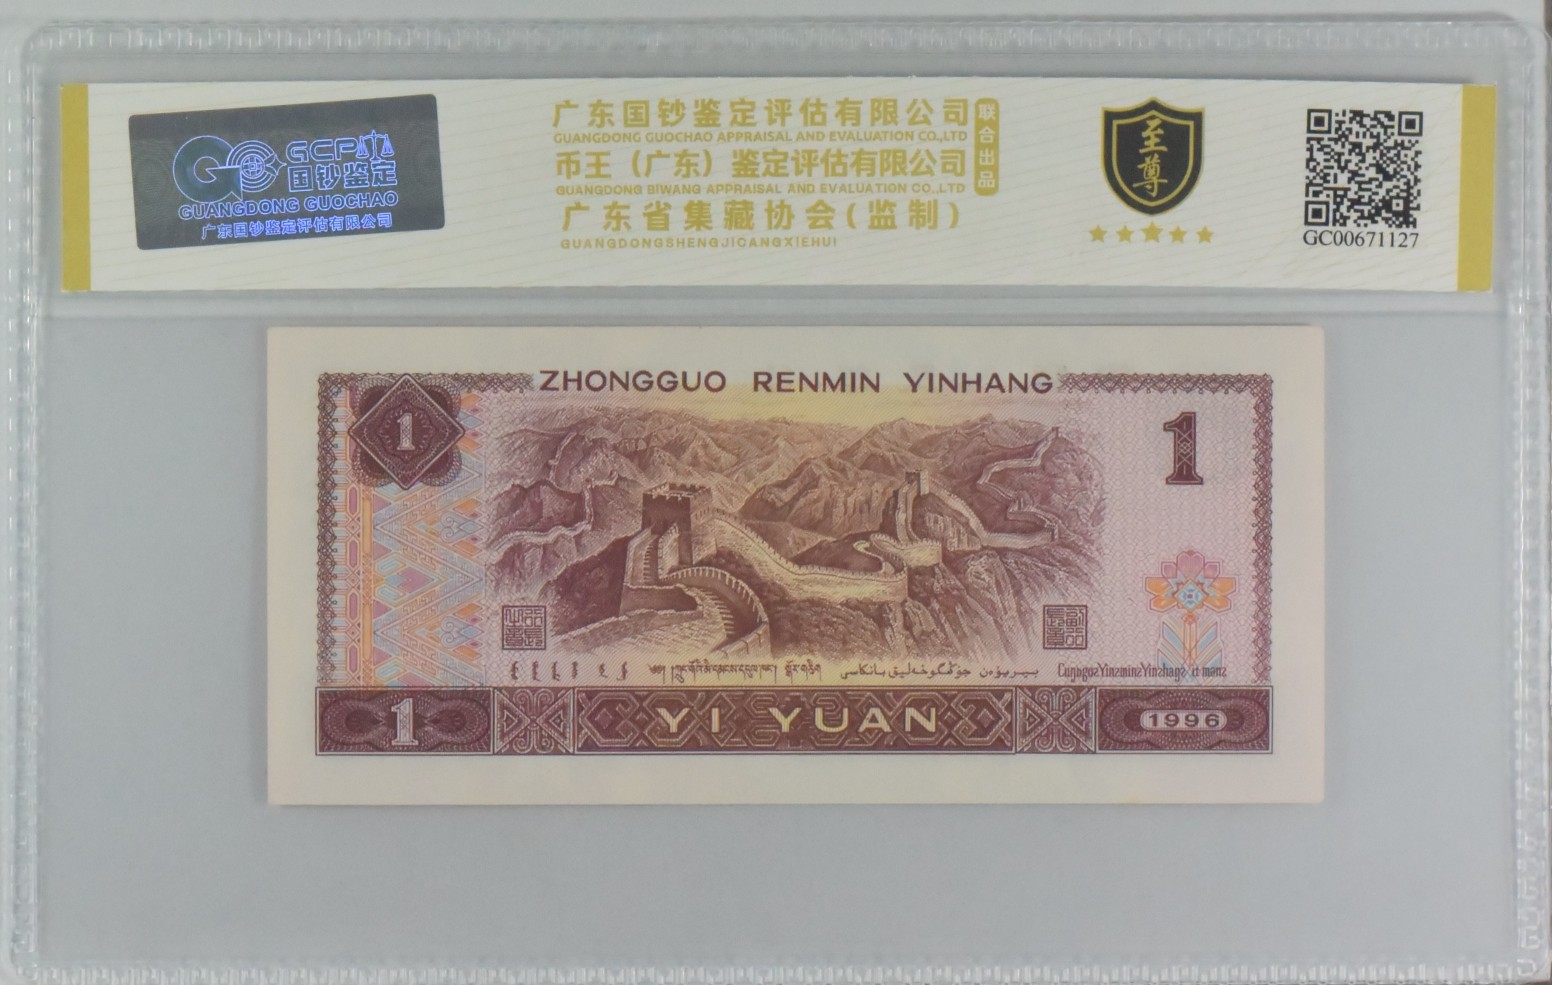 GCP
国钞鉴定
GUANGDONG GUOCHAO
广东国钞鉴定评估有限公司
广东国钞鉴定评估有限公司
GUANGDONG GUOCHAO APPRAISAL AND EVALUATION CO.,LTD
币王（广东）鉴定评估有限公司
GUANGDONG BIWANG APPRAISAL AND EVALUATION CO.,LTD
广东省集藏协会(监制)
GUANGDONGSHENGJICANGXIEHUI
联合出品
至尊
GC00671127
ZHONGGUO RENMIN YINHANG
1
1
1 YI YUAN 1996